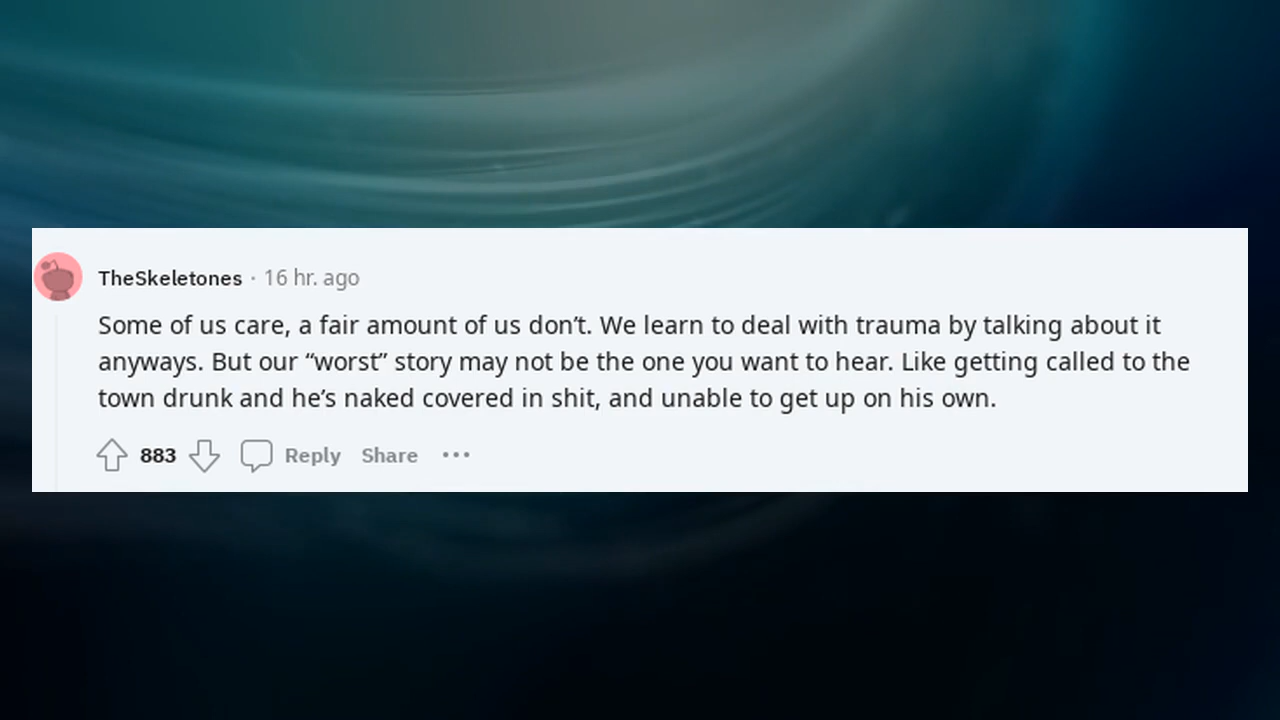 TheSkeletones · 16 hr. ago
Some of us care, a fair amount of us don’t. We learn to deal with trauma by talking about it
anyways. But our “worst” story may not be the one you want to hear. Like getting called to the
town drunk and he’s naked covered in shit, and unable to get up on his own.
883 Reply Share ···